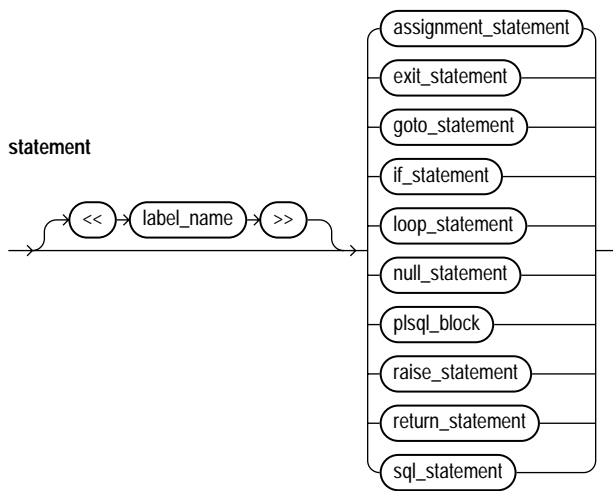 statement
<< label_name >>
assignment_statement
exit_statement
goto_statement
if_statement
loop_statement
null_statement
plsql_block
raise_statement
return_statement
sql_statement